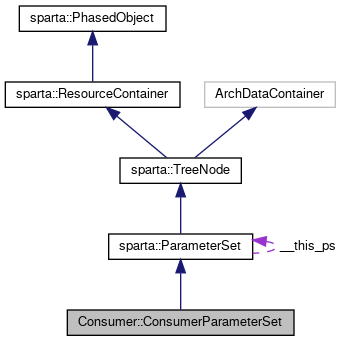 sparta::PhasedObject
sparta::ResourceContainer
ArchDataContainer
sparta::TreeNode
sparta::ParameterSet
__this_ps
Consumer::ConsumerParameterSet